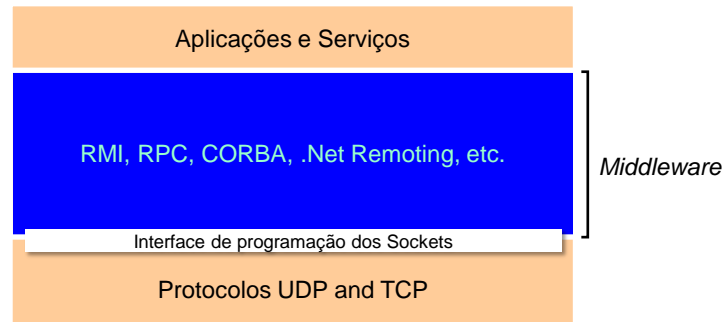 Aplicações e Serviços
RMI, RPC, CORBA, .Net Remoting, etc.
Middleware
Interface de programação dos Sockets
Protocolos UDP and TCP